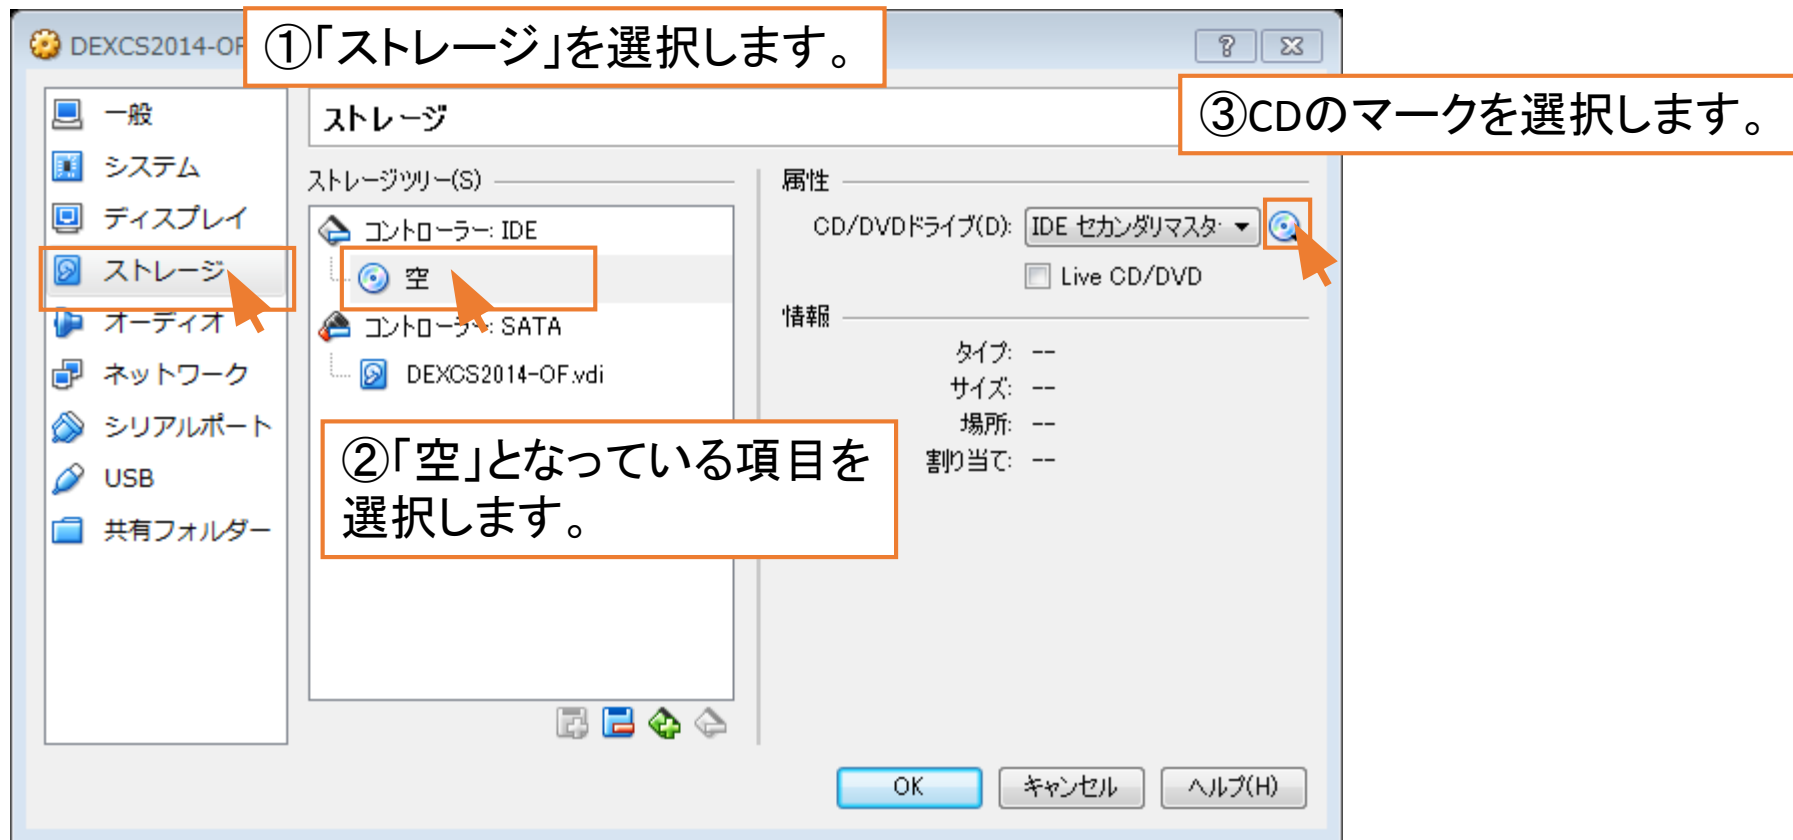 DEXCS2014-OF
①「ストレージ」を選択します。
一般
システム
ディスプレイ
ストレージ
オーディオ
ネットワーク
シリアルポート
USB
共有フォルダー
ストレージ
③CDのマークを選択します。
ストレージツリー(S)
コントローラー: IDE
空
コントローラー: SATA
DEXCS2014-OF.vdi
②「空」となっている項目を
選択します。
属性
CD/DVDドライブ(D): IDE セカンダリマスター
Live CD/DVD
情報
タイプ: --
サイズ: --
場所: --
割り当て: --
OK
キャンセル
ヘルプ(H)